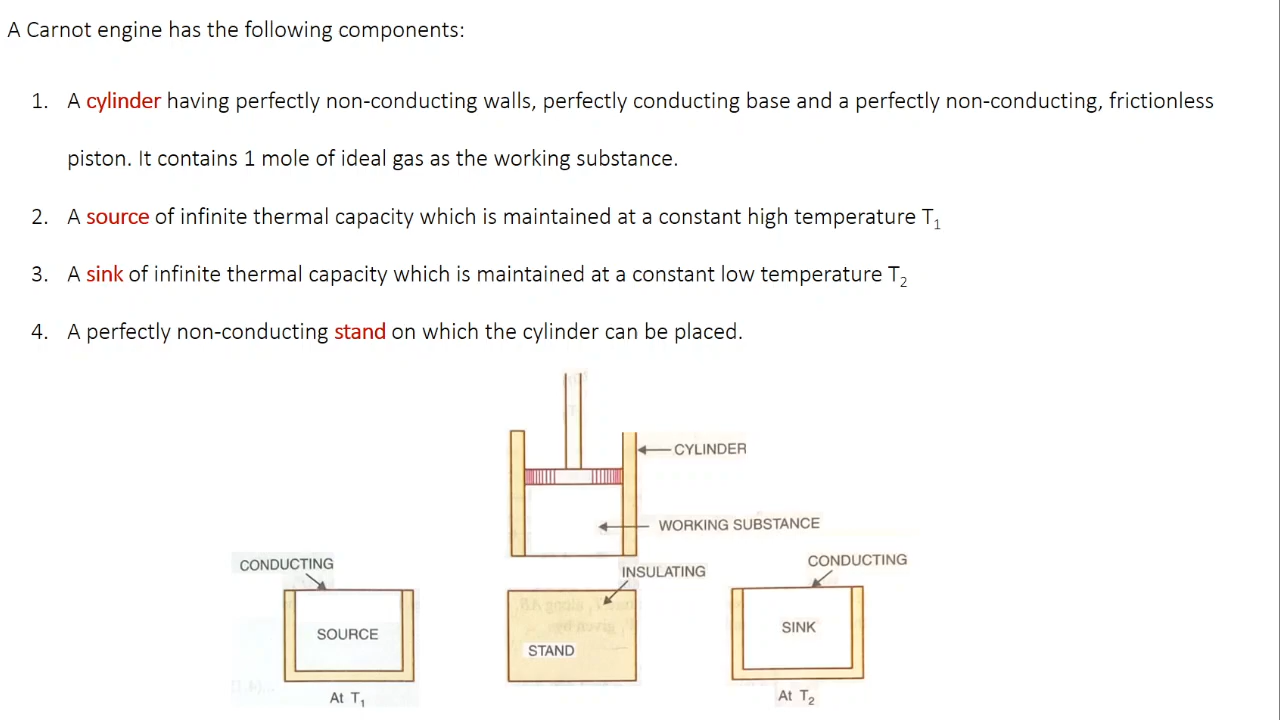 A Carnot engine has the following components:
1. A cylinder having perfectly non-conducting walls, perfectly conducting base and a perfectly non-conducting, frictionless
piston. It contains 1 mole of ideal gas as the working substance.
2. A source of infinite thermal capacity which is maintained at a constant high temperature T₁
3. A sink of infinite thermal capacity which is maintained at a constant low temperature T₂
4. A perfectly non-conducting stand on which the cylinder can be placed.
CYLINDER
WORKING SUBSTANCE
CONDUCTING
INSULATING
CONDUCTING
SOURCE
STAND
SINK
At T₁
At T₂